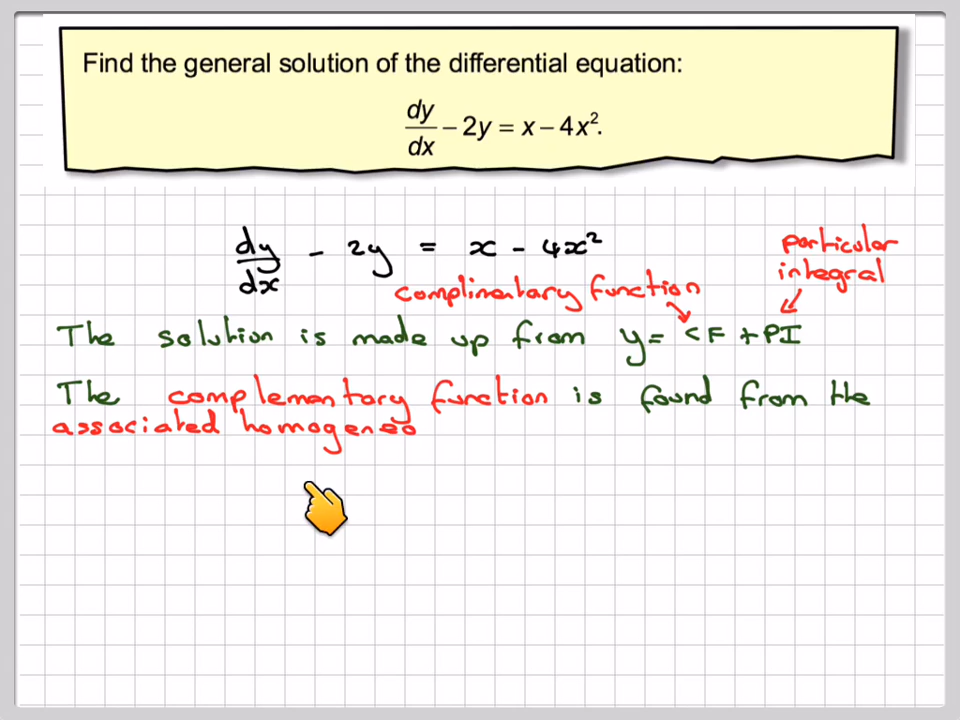 Find the general solution of the differential equation:
dy/dx – 2y = x – 4x².
dy/dx - 2y = x - 4x²
particular
integral
complimentary function
The solution is made up from y = CF + PI
The complementary function is found from the
associated homogeneo